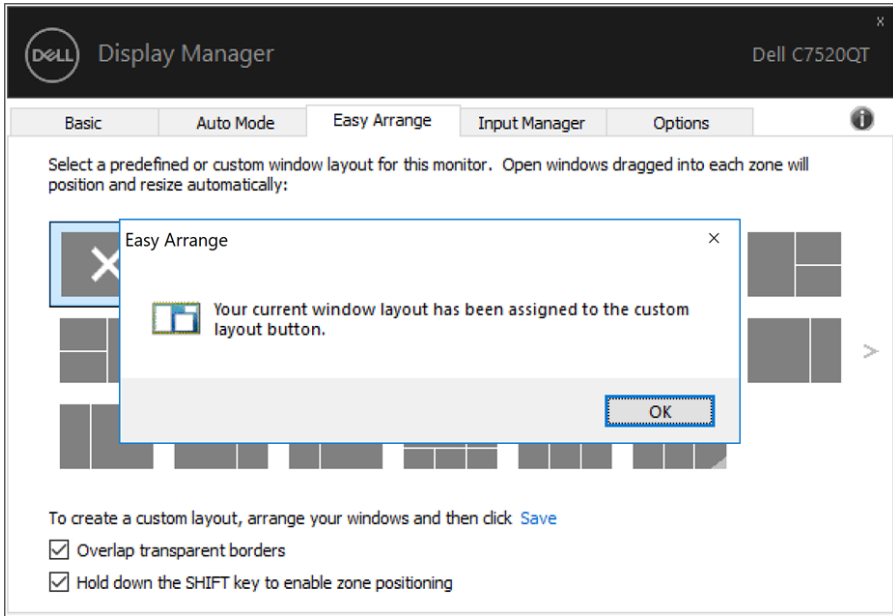 x
DELL Display Manager Dell C7520QT
Basic Auto Mode Easy Arrange Input Manager Options i
Select a predefined or custom window layout for this monitor. Open windows dragged into each zone will
position and resize automatically:
Easy Arrange ×
Your current window layout has been assigned to the custom
layout button.
>
OK
To create a custom layout, arrange your windows and then click Save
Overlap transparent borders
Hold down the SHIFT key to enable zone positioning